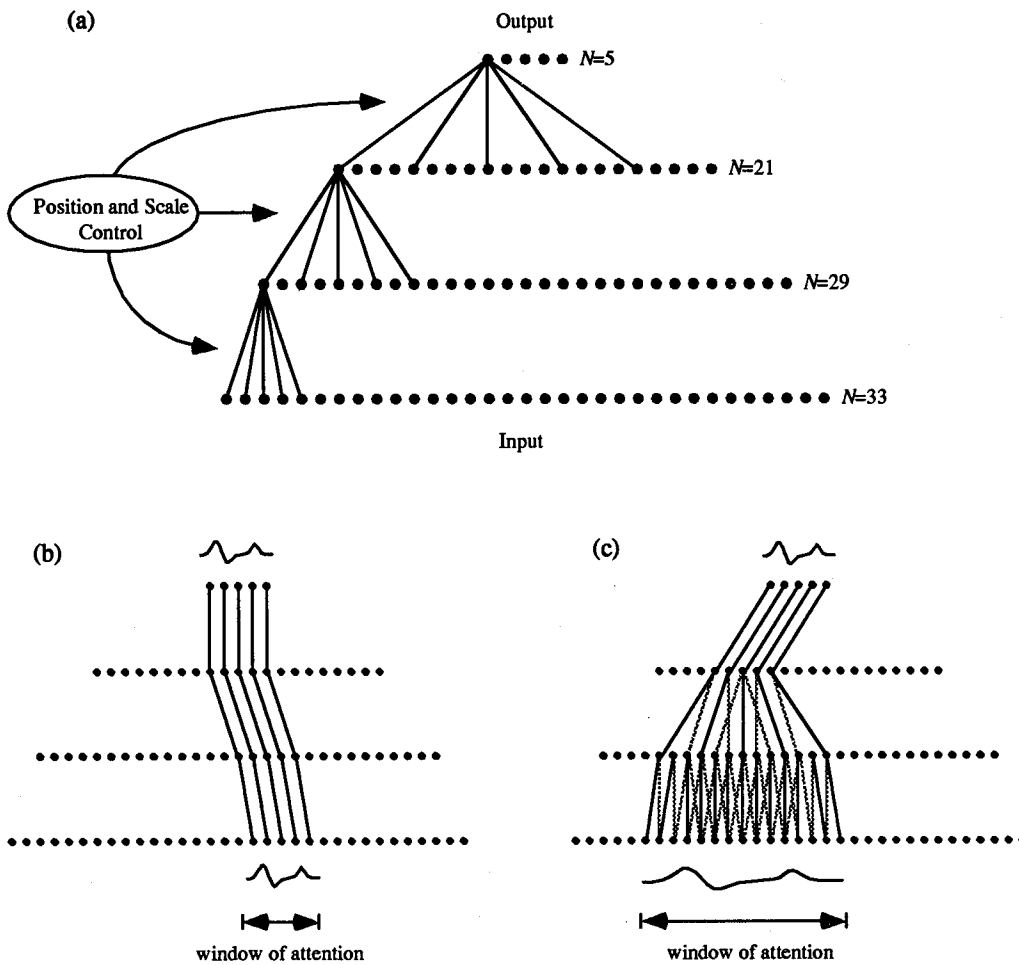 (a)
Output
N=5
N=21
Position and Scale
Control
N=29
N=33
Input
(b)
(c)
window of attention
window of attention